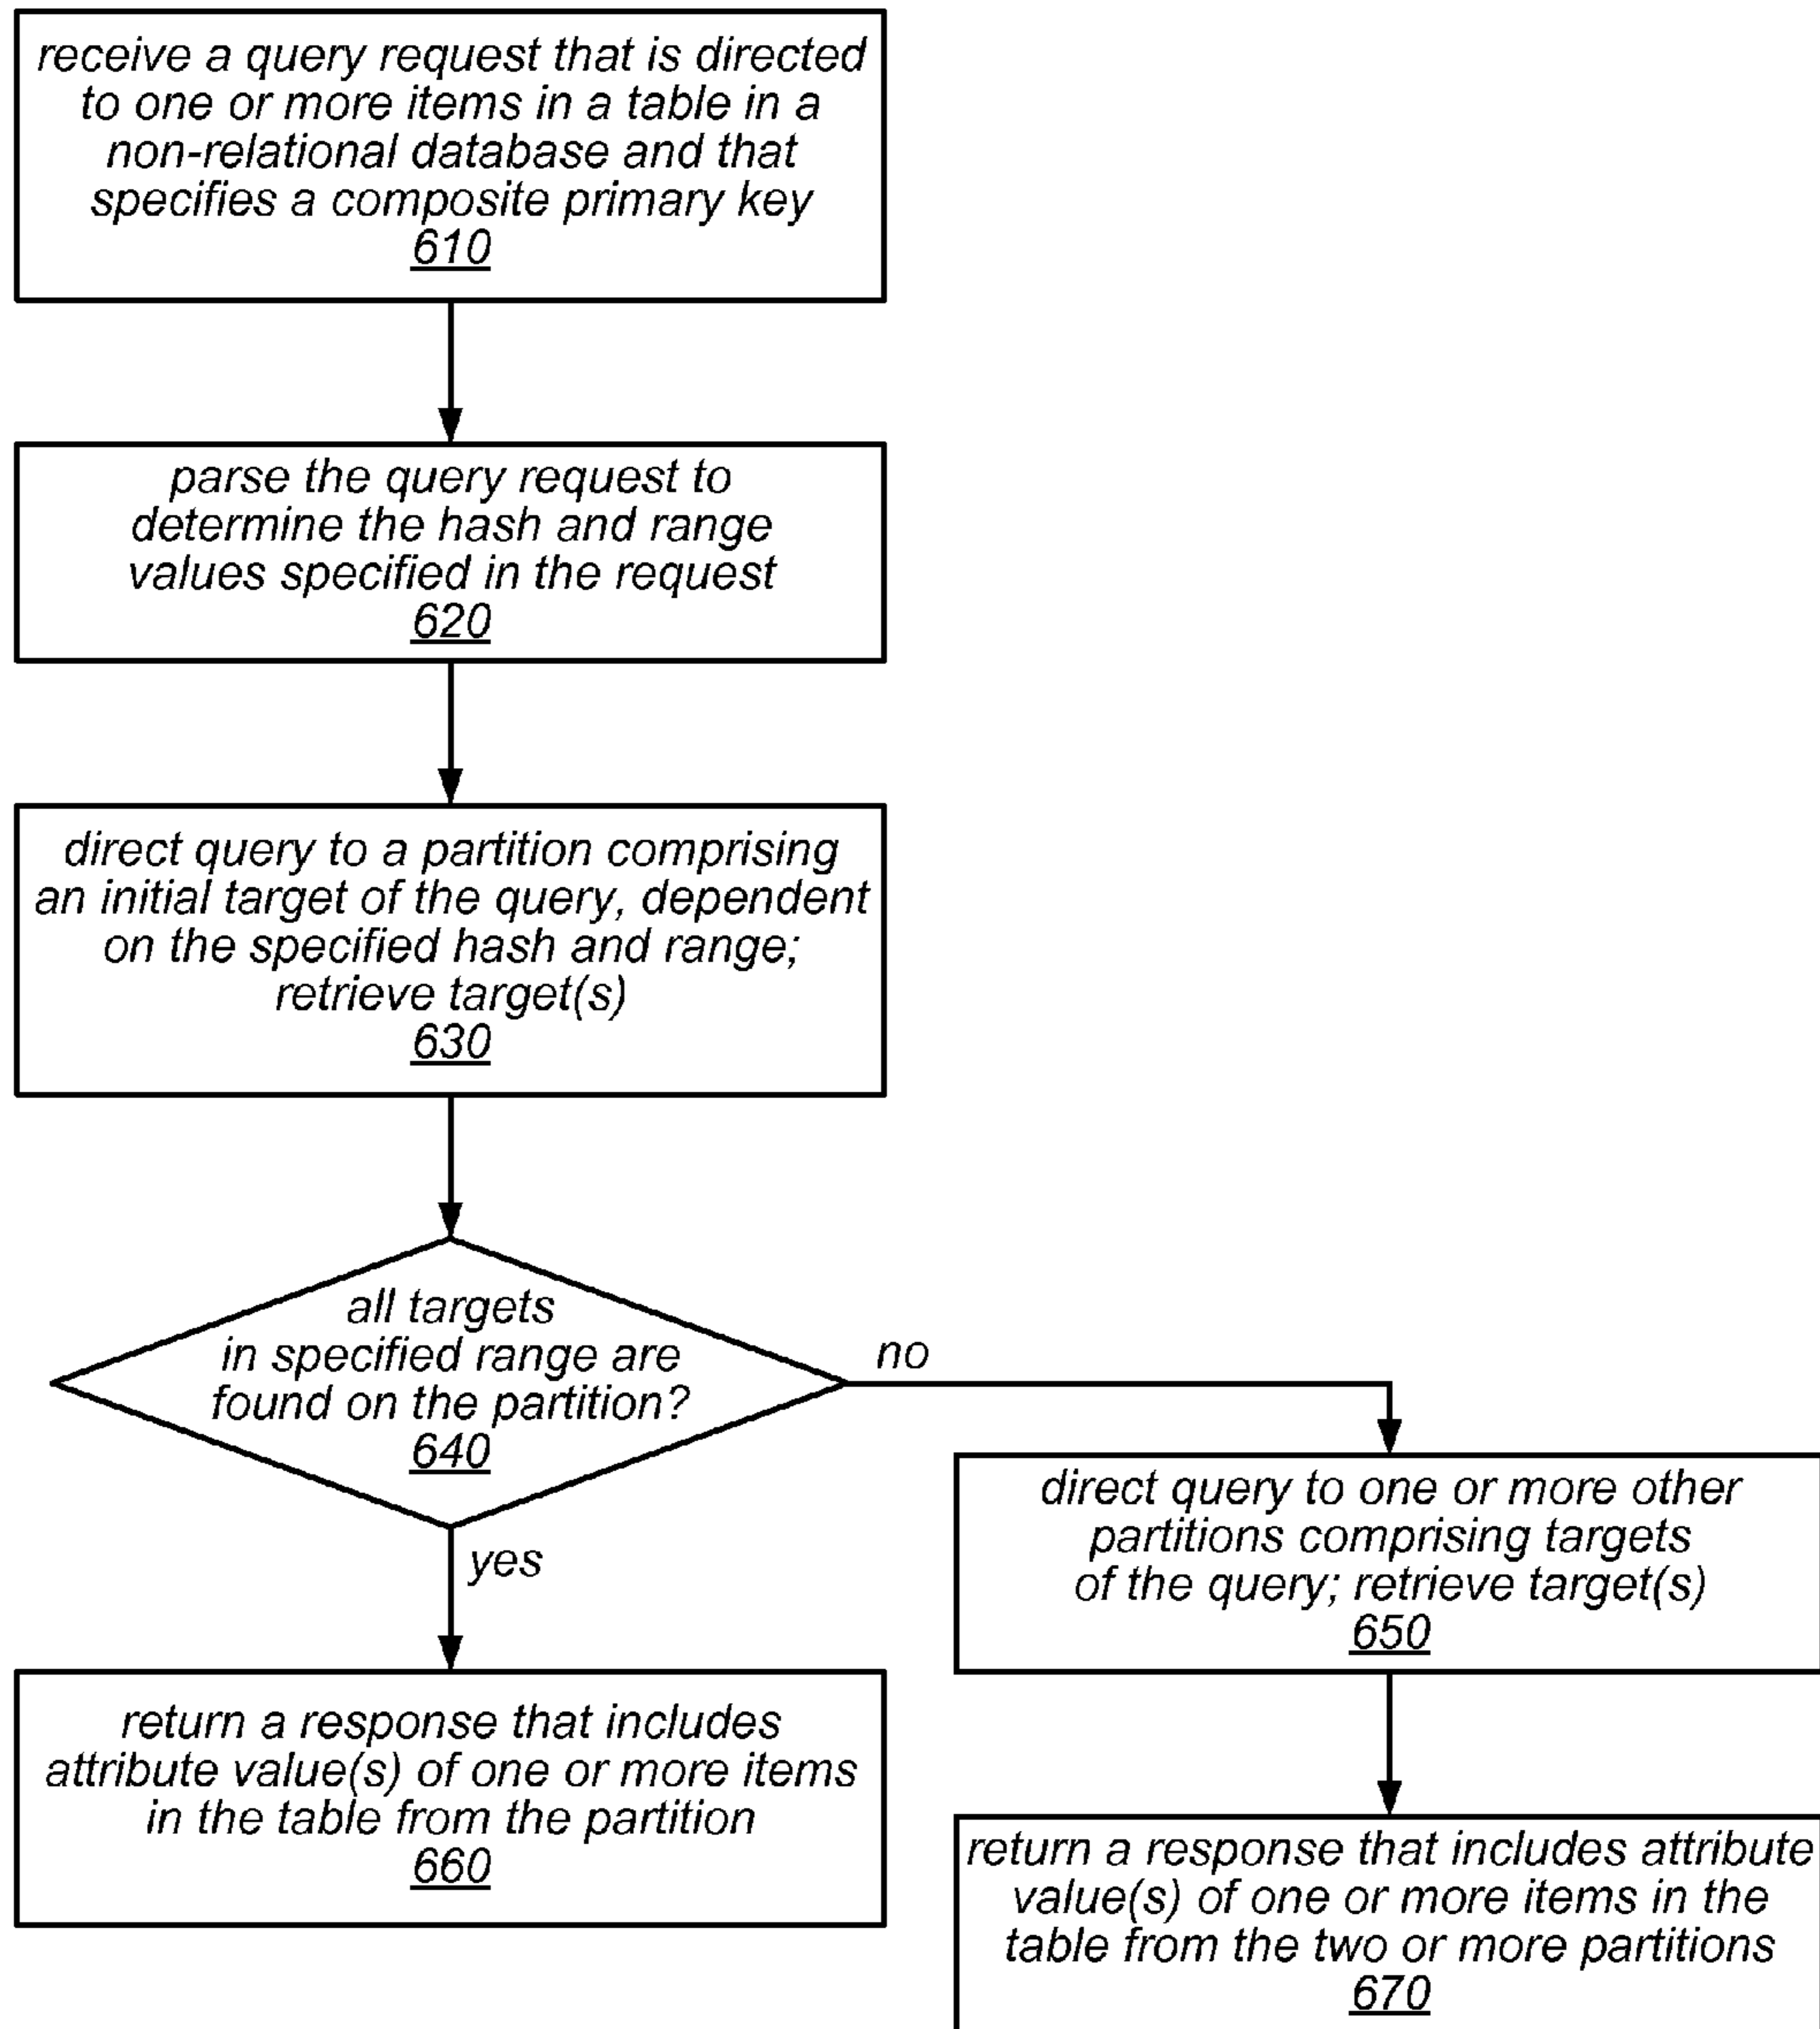 receive a query request that is directed
to one or more items in a table in a
non-relational database and that
specifies a composite primary key
610
parse the query request to
determine the hash and range
values specified in the request
620
direct query to a partition comprising
an initial target of the query, dependent
on the specified hash and range;
retrieve target(s)
630
all targets
in specified range are
found on the partition?
640
no
yes
direct query to one or more other
partitions comprising targets
of the query; retrieve target(s)
650
return a response that includes
attribute value(s) of one or more items
in the table from the partition
660
return a response that includes attribute
value(s) of one or more items in the
table from the two or more partitions
670